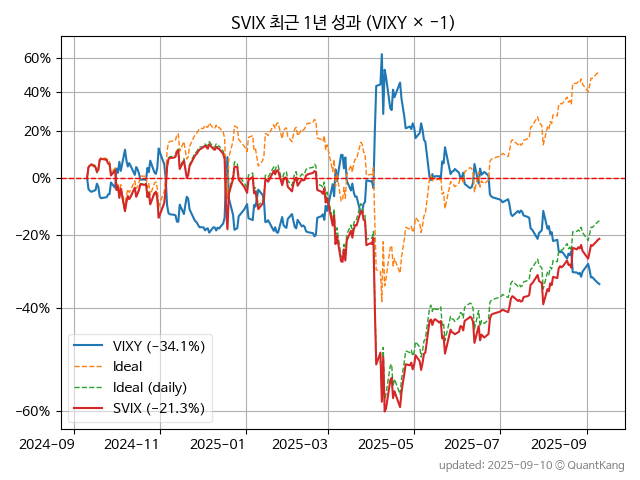 SVIX 최근 1년 성과 (VIXY × −1)
60%
40%
20%
0%
−20%
−40%
−60%
VIXY (−34.1%)
Ideal
Ideal (daily)
SVIX (−21.3%)
2024−09
2024−11
2025−01
2025−03
2025−05
2025−07
2025−09
updated: 2025−09−10 ⓒ QuantKang